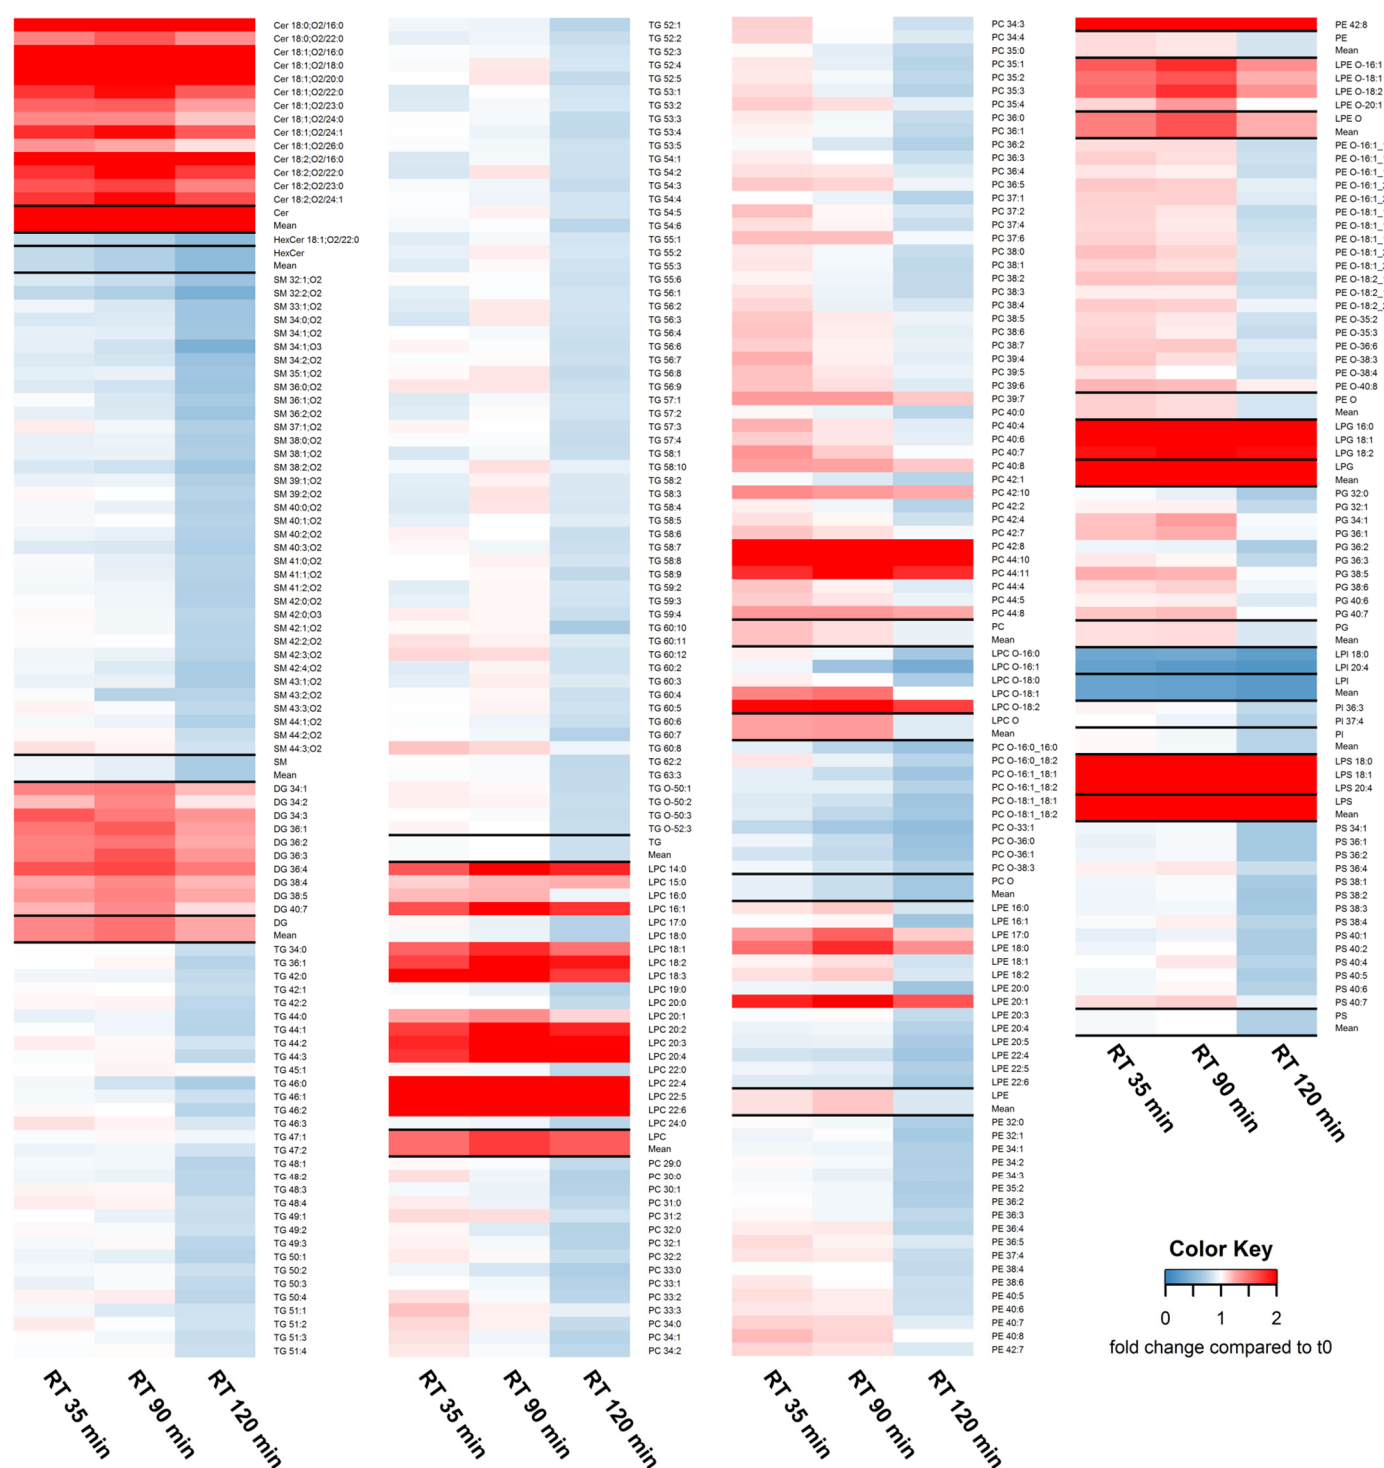 Cer 18:0;O2/16:0
Cer 18:0;O2/22:0
Cer 18:1;O2/16:0
Cer 18:1;O2/18:0
Cer 18:1;O2/20:0
Cer 18:1;O2/22:0
Cer 18:1;O2/23:0
Cer 18:1;O2/24:0
Cer 18:1;O2/24:1
Cer 18:1;O2/26:0
Cer 18:2;O2/16:0
Cer 18:2;O2/22:0
Cer 18:2;O2/23:0
Cer 18:2;O2/24:1
Cer
Mean
HexCer 18:1;O2/22:0
HexCer
Mean
SM 32:1;O2
SM 32:2;O2
SM 33:1;O2
SM 34:0;O2
SM 34:1;O2
SM 34:1;O3
SM 34:2;O2
SM 35:1;O2
SM 36:0;O2
SM 36:1;O2
SM 36:2;O2
SM 37:1;O2
SM 38:0;O2
SM 38:1;O2
SM 38:2;O2
SM 39:1;O2
SM 39:2;O2
SM 40:0;O2
SM 40:1;O2
SM 40:2;O2
SM 40:3;O2
SM 41:0;O2
SM 41:1;O2
SM 41:2;O2
SM 42:0;O2
SM 42:0;O3
SM 42:1;O2
SM 42:2;O2
SM 42:3;O2
SM 42:4;O2
SM 43:1;O2
SM 43:2;O2
SM 43:3;O2
SM 44:1;O2
SM 44:2;O2
SM 44:3;O2
SM
Mean
DG 34:1
DG 34:2
DG 34:3
DG 36:1
DG 36:2
DG 36:3
DG 36:4
DG 38:4
DG 38:5
DG 40:7
DG
Mean
TG 34:0
TG 36:1
TG 42:0
TG 42:1
TG 42:2
TG 44:0
TG 44:1
TG 44:2
TG 44:3
TG 45:1
TG 46:0
TG 46:1
TG 46:2
TG 46:3
TG 47:1
TG 47:2
TG 48:1
TG 48:2
TG 48:3
TG 48:4
TG 49:1
TG 49:2
TG 49:3
TG 50:1
TG 50:2
TG 50:3
TG 50:4
TG 51:1
TG 51:2
TG 51:3
TG 51:4
RT 35 min
RT 90 min
RT 120 min
TG 52:1
TG 52:2
TG 52:3
TG 52:4
TG 52:5
TG 53:1
TG 53:2
TG 53:3
TG 53:4
TG 53:5
TG 54:1
TG 54:2
TG 54:3
TG 54:4
TG 54:5
TG 54:6
TG 55:1
TG 55:2
TG 55:3
TG 55:6
TG 56:1
TG 56:2
TG 56:3
TG 56:4
TG 56:6
TG 56:7
TG 56:8
TG 56:9
TG 57:1
TG 57:2
TG 57:3
TG 57:4
TG 58:1
TG 58:10
TG 58:2
TG 58:3
TG 58:4
TG 58:5
TG 58:6
TG 58:7
TG 58:8
TG 58:9
TG 59:2
TG 59:3
TG 59:4
TG 60:10
TG 60:11
TG 60:12
TG 60:2
TG 60:3
TG 60:4
TG 60:5
TG 60:6
TG 60:7
TG 60:8
TG 62:2
TG 63:3
TG O-50:1
TG O-50:2
TG O-50:3
TG O-52:3
TG
Mean
LPC 14:0
LPC 15:0
LPC 16:0
LPC 16:1
LPC 17:0
LPC 18:0
LPC 18:1
LPC 18:2
LPC 18:3
LPC 19:0
LPC 20:0
LPC 20:1
LPC 20:2
LPC 20:3
LPC 20:4
LPC 22:0
LPC 22:4
LPC 22:5
LPC 22:6
LPC 24:0
LPC
Mean
PC 29:0
PC 30:0
PC 30:1
PC 31:0
PC 31:2
PC 32:0
PC 32:1
PC 32:2
PC 33:0
PC 33:1
PC 33:2
PC 33:3
PC 34:0
PC 34:1
PC 34:2
RT 35 min
RT 90 min
RT 120 min
PC 34:3
PC 34:4
PC 35:0
PC 35:1
PC 35:2
PC 35:3
PC 35:4
PC 36:0
PC 36:1
PC 36:2
PC 36:3
PC 36:4
PC 36:5
PC 37:1
PC 37:2
PC 37:4
PC 37:6
PC 38:0
PC 38:1
PC 38:2
PC 38:3
PC 38:4
PC 38:5
PC 38:6
PC 38:7
PC 39:4
PC 39:5
PC 39:6
PC 39:7
PC 40:0
PC 40:4
PC 40:6
PC 40:7
PC 40:8
PC 42:1
PC 42:10
PC 42:2
PC 42:4
PC 42:7
PC 42:8
PC 44:10
PC 44:11
PC 44:4
PC 44:5
PC 44:8
PC
Mean
LPC O-16:0
LPC O-16:1
LPC O-18:0
LPC O-18:1
LPC O-18:2
LPC O
Mean
PC O-16:0_16:0
PC O-16:0_18:2
PC O-16:1_18:1
PC O-16:1_18:2
PC O-18:1_18:1
PC O-18:1_18:2
PC O-33:1
PC O-36:0
PC O-36:1
PC O-38:3
PC O
Mean
LPE 16:0
LPE 16:1
LPE 17:0
LPE 18:0
LPE 18:1
LPE 18:2
LPE 20:0
LPE 20:1
LPE 20:3
LPE 20:4
LPE 20:5
LPE 22:4
LPE 22:5
LPE 22:6
LPE
Mean
PE 32:0
PE 32:1
PE 34:1
PE 34:2
PE 34:3
PE 35:2
PE 36:2
PE 36:3
PE 36:4
PE 36:5
PE 37:4
PE 38:4
PE 38:6
PE 40:5
PE 40:6
PE 40:7
PE 40:8
PE 42:7
RT 35 min
RT 90 min
RT 120 min
PE 42:8
PE
Mean
LPE O-16:1
LPE O-18:1
LPE O-18:2
LPE O-20:1
LPE O
Mean
PE O-16:1_
PE O-16:1_
PE O-16:1_
PE O-16:1_
PE O-16:1_
PE O-18:1_
PE O-18:1_
PE O-18:1_
PE O-18:1_
PE O-18:1_
PE O-18:2_
PE O-18:2_
PE O-18:2_
PE O-35:2
PE O-35:3
PE O-36:6
PE O-38:3
PE O-38:4
PE O-40:8
PE O
Mean
LPG 16:0
LPG 18:1
LPG 18:2
LPG
Mean
PG 32:0
PG 32:1
PG 34:1
PG 36:1
PG 36:2
PG 36:3
PG 38:5
PG 38:6
PG 40:6
PG 40:7
PG
Mean
LPI 18:0
LPI 20:4
LPI
Mean
PI 36:3
PI 37:4
PI
Mean
LPS 18:0
LPS 18:1
LPS 20:4
LPS
Mean
PS 34:1
PS 36:1
PS 36:2
PS 36:4
PS 38:1
PS 38:2
PS 38:3
PS 38:4
PS 40:1
PS 40:2
PS 40:4
PS 40:5
PS 40:6
PS 40:7
PS
Mean
RT 35 min
RT 90 min
RT 120 min
Color Key
0 1 2
fold change compared to t0